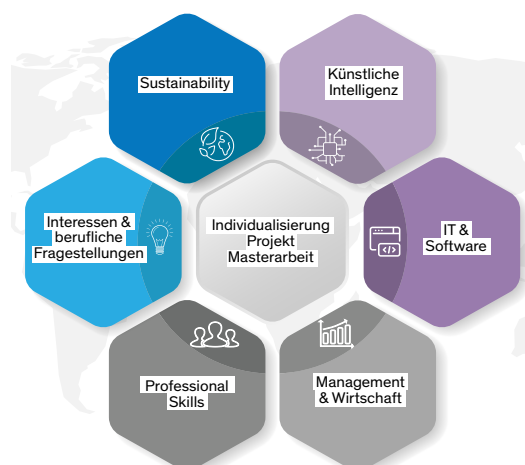 Sustainability
Künstliche
Intelligenz
Interessen &
berufliche
Fragestellungen
Individualisierung
Projekt
Masterarbeit
IT &
Software
Professional
Skills
Management
& Wirtschaft